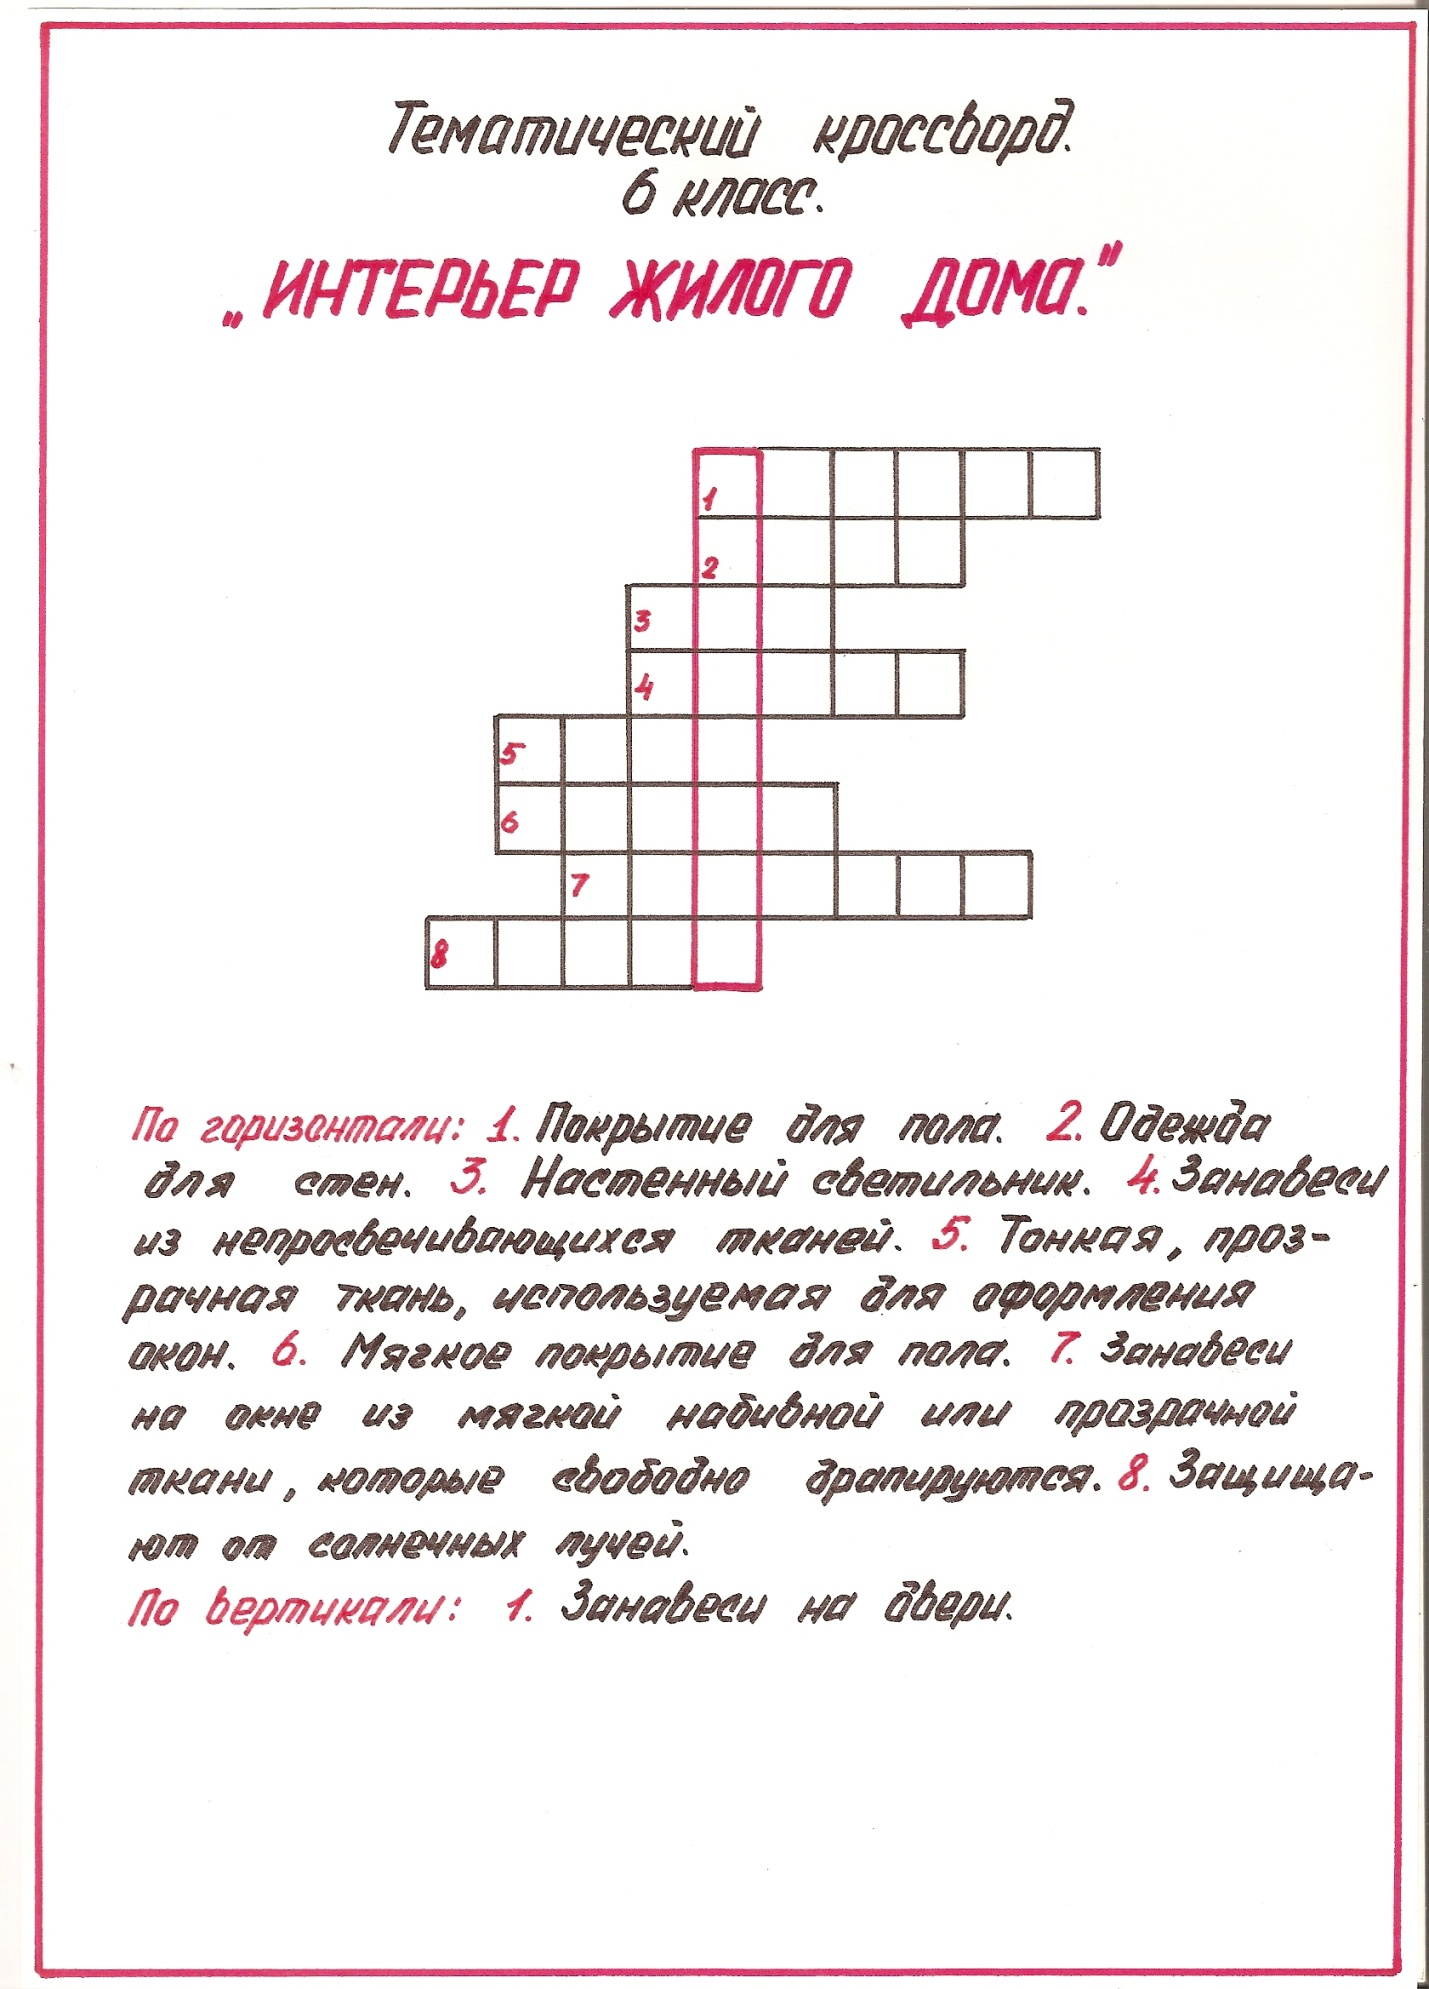 Тематический кроссворд.
6 класс.
„ИНТЕРЬЕР ЖИЛОГО ДОМА."
1
2
3
4
5
6
7
8
По горизонтали: 1. Покрытие для пола. 2. Одежда
для стен. 3. Настенный светильник. 4. Занавеси
из непросвечивающихся тканей. 5. Тонкая, проз-
рачная ткань, используемая для оформления
окон. 6. Мягкое покрытие для пола. 7. Занавеси
на окне из мягкой набивной или прозрачной
ткани, которые свободно драпируются. 8. Защища-
ют от солнечных лучей.
По вертикали: 1. Занавеси на двери.